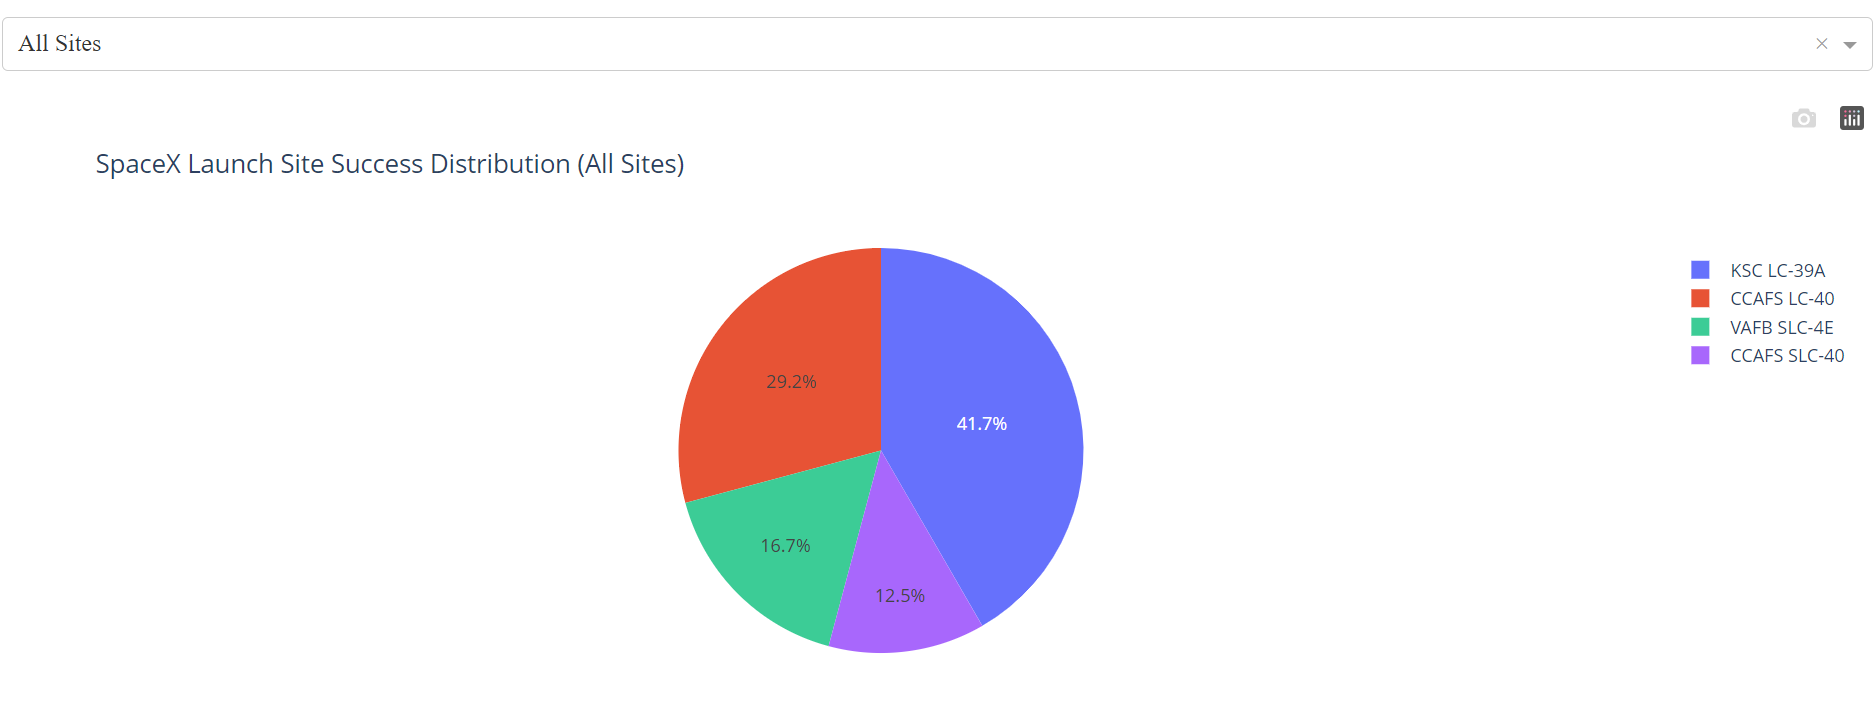 All Sites
SpaceX Launch Site Success Distribution (All Sites)
KSC LC-39A
CCAFS LC-40
VAFB SLC-4E
CCAFS SLC-40
29.2%
41.7%
16.7%
12.5%